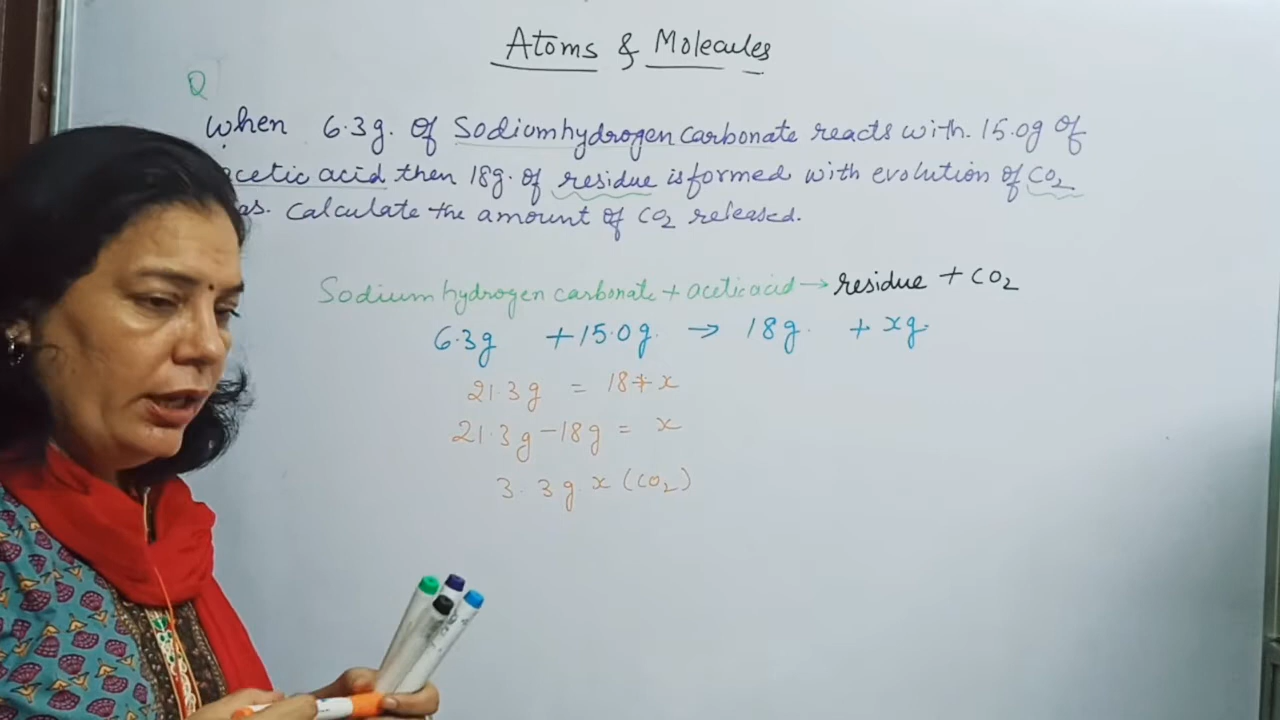 Atoms & Molecules
Q
When 6.3g. of Sodiumhydrogen carbonate reacts with. 15.0g of
acetic acid then 18g. of residue is formed with evolution of CO2
as. Calculate the amount of CO2 released.
Sodium hydrogen carbonate + acetic acid → residue + CO2
6.3g + 15.0g. → 18g. + xg.
21.3g = 18+x
21.3g - 18g = x
3.3g x (CO2)